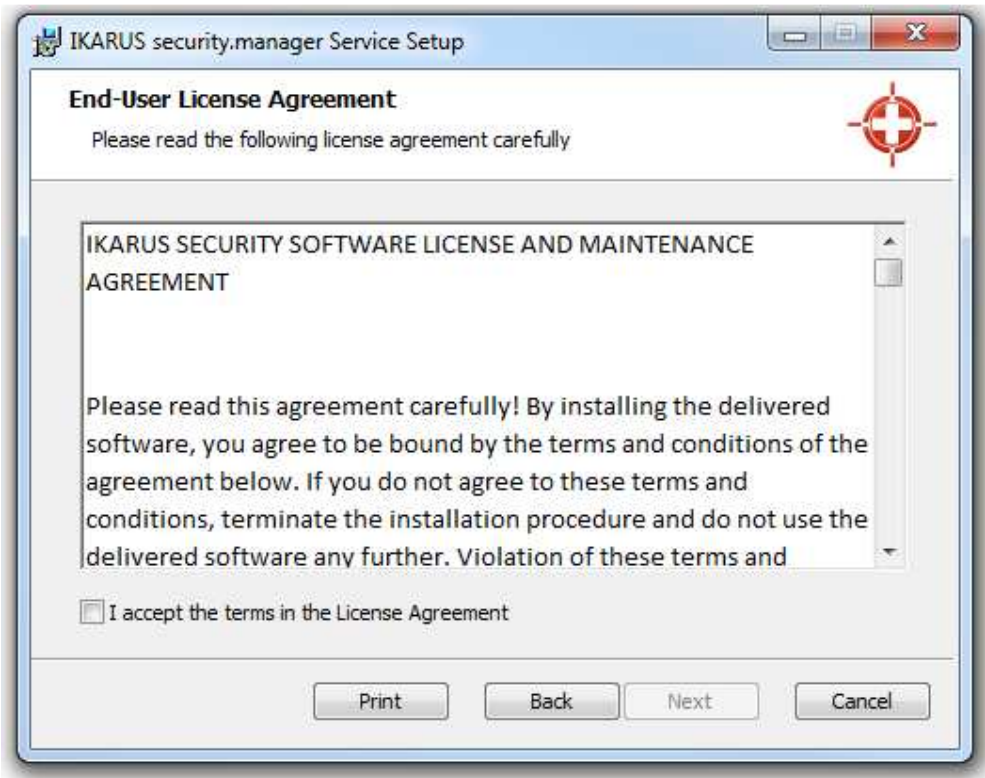 IKARUS security.manager Service Setup
End-User License Agreement
Please read the following license agreement carefully
IKARUS SECURITY SOFTWARE LICENSE AND MAINTENANCE
AGREEMENT
Please read this agreement carefully! By installing the delivered
software, you agree to be bound by the terms and conditions of the
agreement below. If you do not agree to these terms and
conditions, terminate the installation procedure and do not use the
delivered software any further. Violation of these terms and
I accept the terms in the License Agreement
Print Back Next Cancel